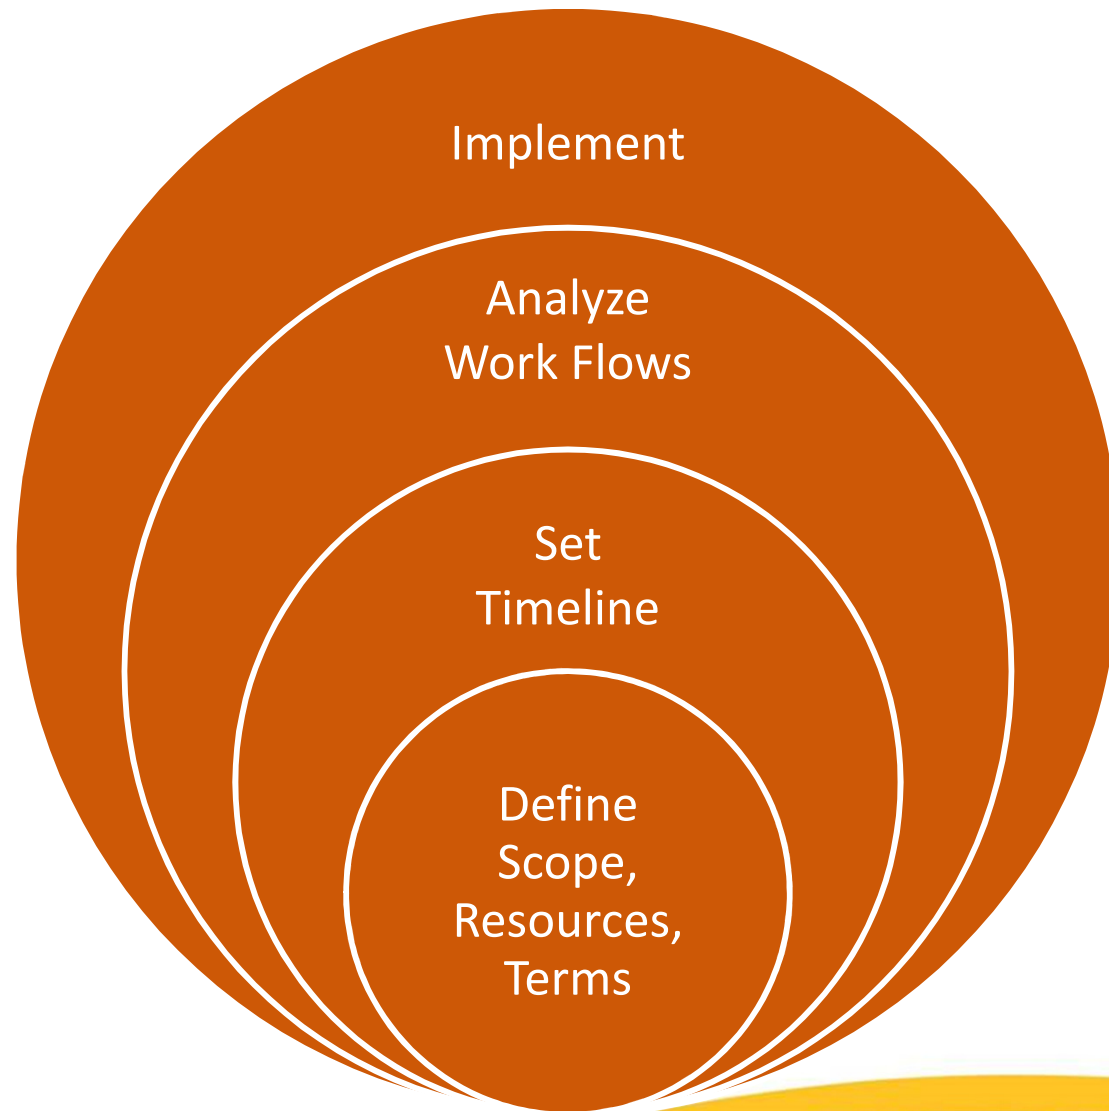 Implement
Analyze
Work Flows
Set
Timeline
Define
Scope,
Resources,
Terms